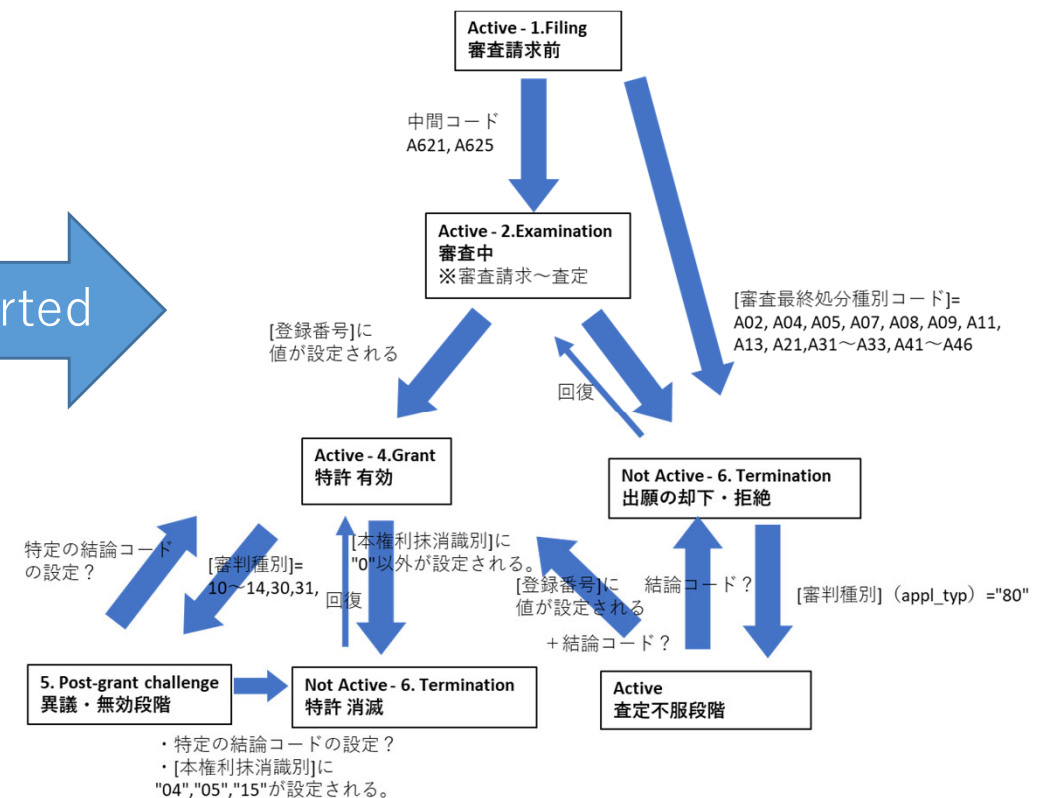 Active - 1.Filing
審査請求前
中間コード
A621, A625
Active - 2.Examination
審査中
※審査請求～査定
rted
[審査最終処分種別コード]=
A02, A04, A05, A07, A08, A09, A11,
A13, A21,A31～A33, A41～A46
[登録番号]に
値が設定される
回復
Active - 4.Grant
特許 有効
Not Active - 6. Termination
出願の却下・拒絶
特定の結論コード
の設定？
[審判種別]=
10～14,30,31,
回復
[本権利抹消識別]に
"0"以外が設定される。
[登録番号]に
値が設定される
＋結論コード？
結論コード？
[審判種別]（appl_typ）="80"
5. Post-grant challenge
異議・無効段階
Not Active - 6. Termination
特許 消滅
Active
査定不服段階
・特定の結論コードの設定？
・[本権利抹消識別]に
"04","05","15"が設定される。